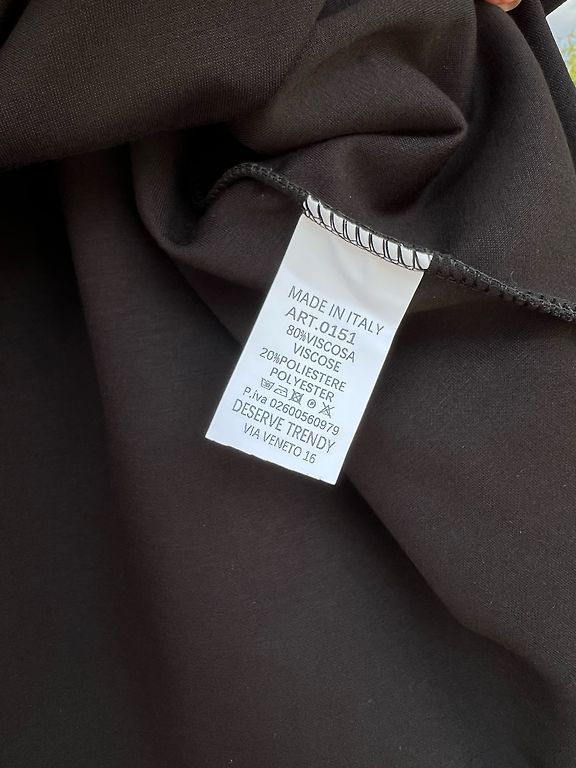 MADE IN ITALY
ART.0151
80%VISCOSA
VISCOSE
20%POLIESTERE
POLYESTER
P.iva 02600560979
DESERVE TRENDY
VIA VENETO 16